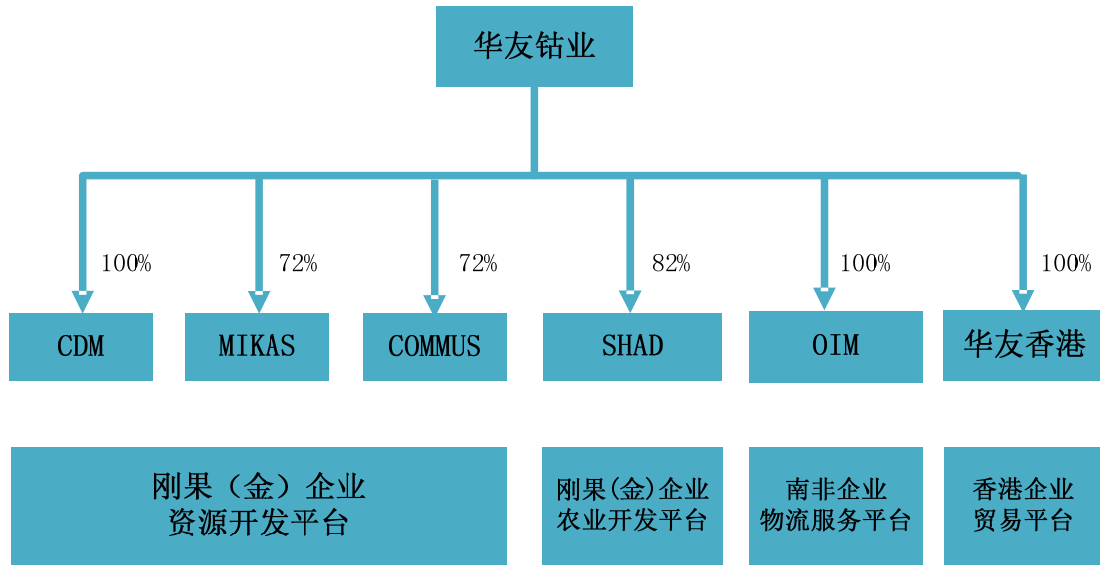 华友钴业
100%
72%
72%
82%
100%
100%
CDM
MIKAS
COMMUS
SHAD
OIM
华友香港
刚果（金）企业
资源开发平台
刚果(金)企业
农业开发平台
南非企业
物流服务平台
香港企业
贸易平台